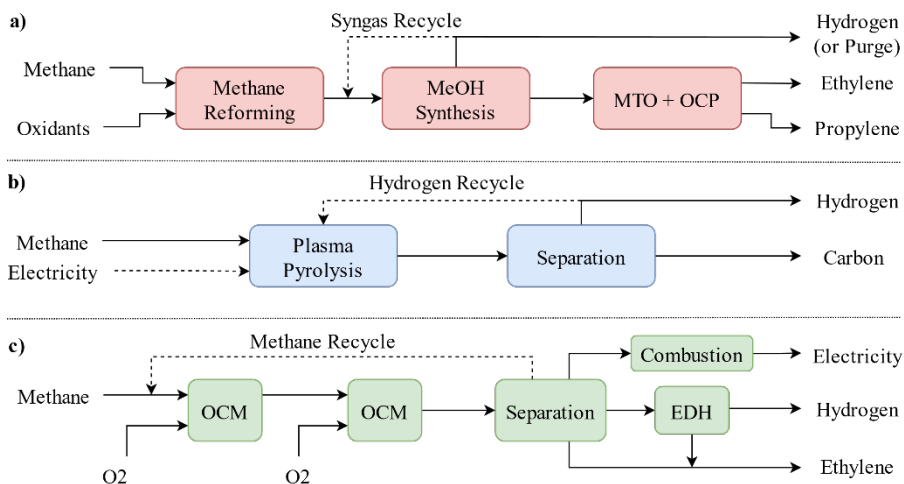 a)
Syngas Recycle
Hydrogen
(or Purge)
Methane
Oxidants
Methane
Reforming
MeOH
Synthesis
MTO + OCP
Ethylene
Propylene
b)
Hydrogen Recycle
Hydrogen
Methane
Electricity
Plasma
Pyrolysis
Separation
Carbon
c)
Methane Recycle
Combustion
Electricity
Methane
OCM
OCM
Separation
EDH
Hydrogen
O2
O2
Ethylene